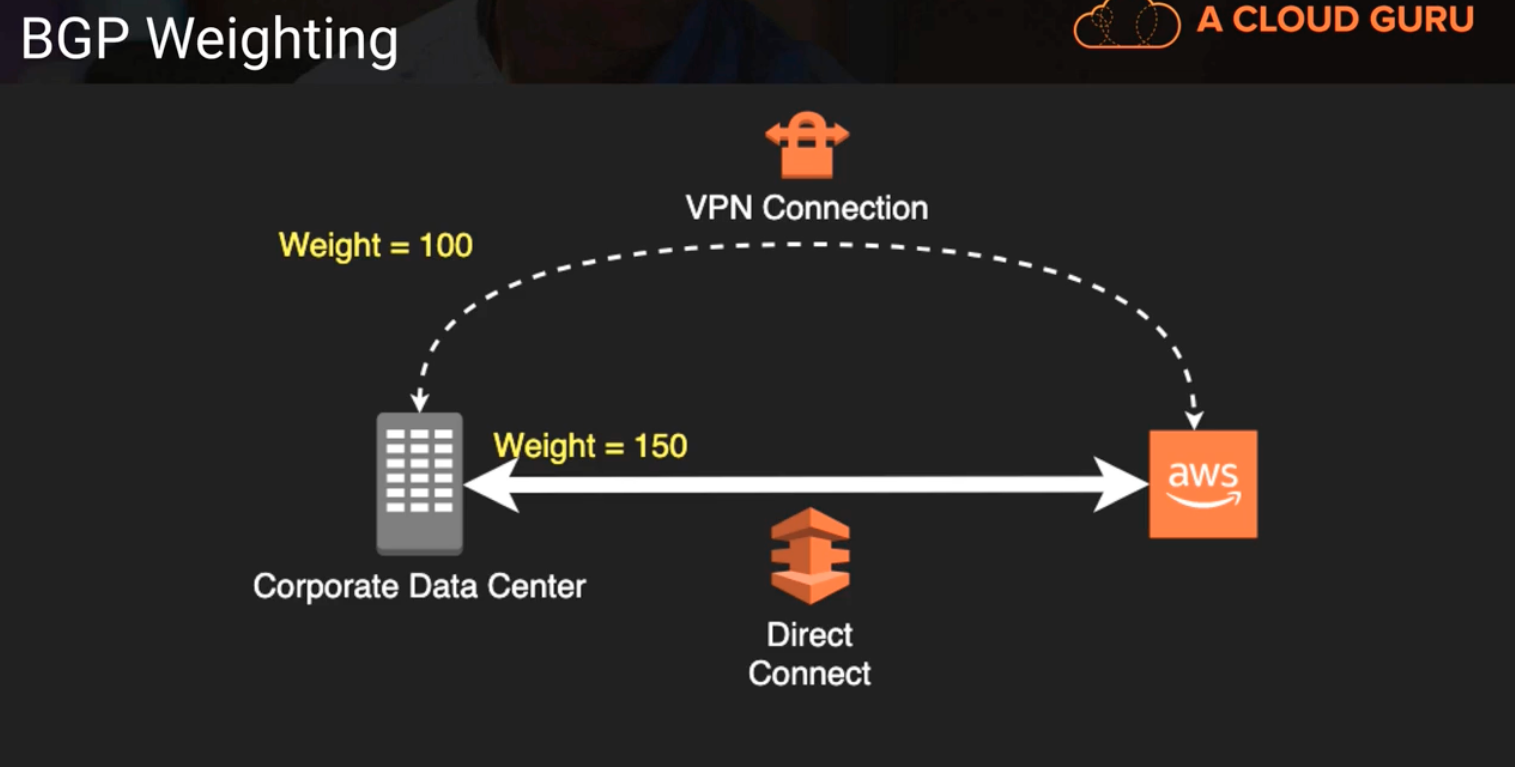 BGP Weighting
A CLOUD GURU
VPN Connection
Weight = 100
Weight = 150
aws
Corporate Data Center
Direct
Connect